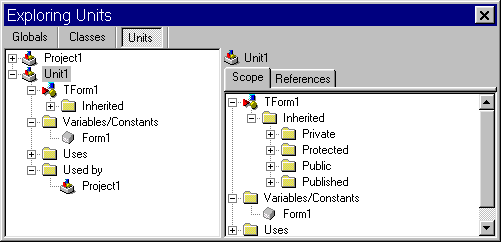 Exploring Units
Globals Classes Units
Project1
Unit1
TForm1
Inherited
Variables/Constants
Form1
Uses
Used by
Project1
Unit1
Scope References
TForm1
Inherited
Private
Protected
Public
Published
Variables/Constants
Form1
Uses